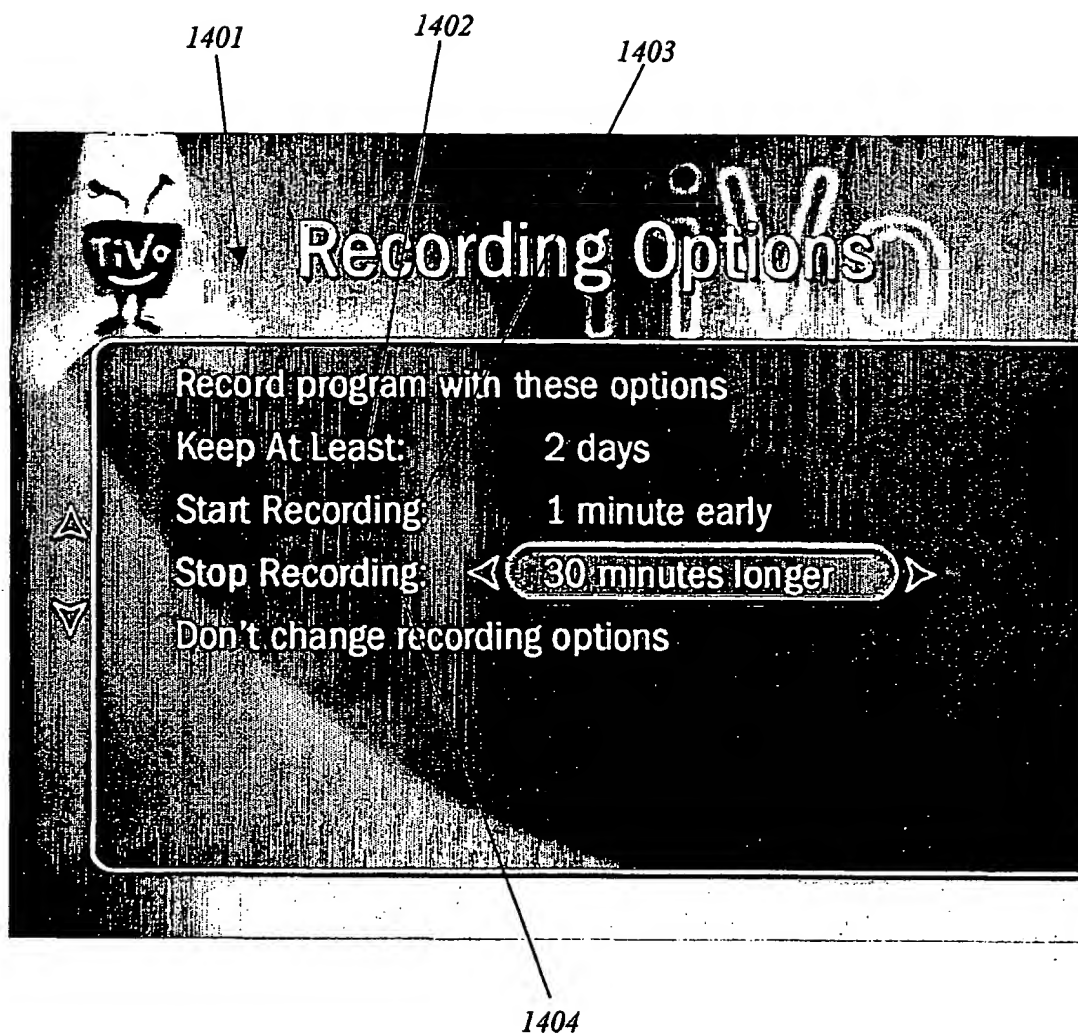 1401 1402 1403
TiVo
TiVo
Recording Options
Record program with these options
Keep At Least: 2 days
Start Recording: 1 minute early
Stop Recording: 30 minutes longer
Don't change recording options
1404